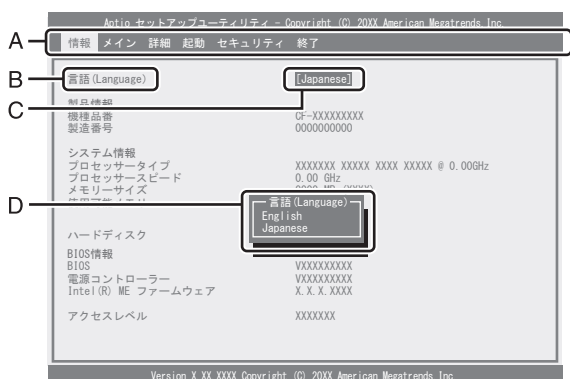 Aptio セットアップユーティリティ - Copyright (C) 20XX American Megatrends Inc
A
情報 メイン 詳細 起動 セキュリティ 終了
B
言語(Language) [Japanese]
C
製品情報
機種品番 CF-XXXXXXXXX
製造番号 0000000000
システム情報
プロセッサータイプ XXXXXXX XXXXX XXXX XXXXX @ 0.00GHz
プロセッサースピード 0.00 GHz
メモリーサイズ
D
言語(Language)
English
Japanese
ハードディスク
BIOS情報
BIOS VXXXXXXXXX
電源コントローラー VXXXXXXXXX
Intel(R) ME ファームウェア X.X.X.XXXX
アクセスレベル XXXXXXX
Version X.XX.XXXX Copyright (C) 20XX American Megatrends Inc